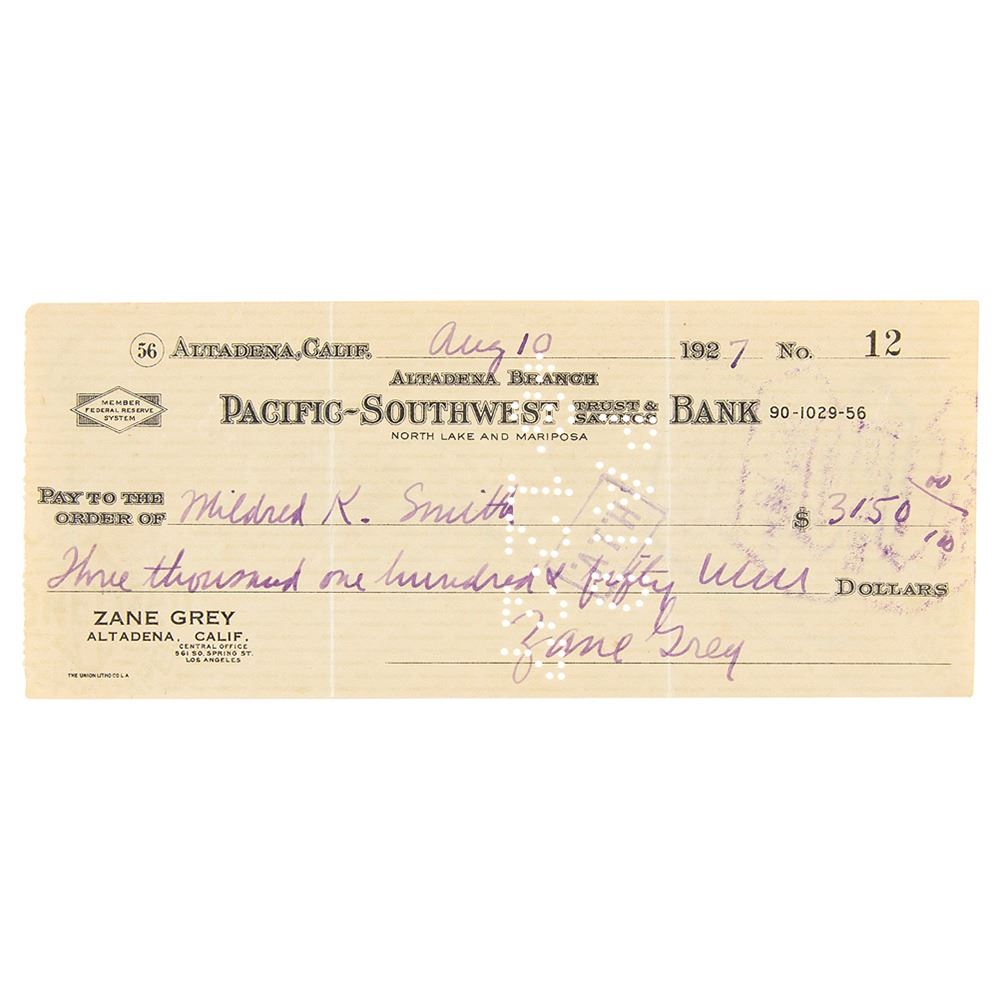 56 ALTADENA, CALIF. Aug 10 1927 No. 12
ALTADENA BRANCH
MEMBER
FEDERAL RESERVE
SYSTEM
PACIFIC-SOUTHWEST TRUST & SAVINGS BANK 90-1029-56
NORTH LAKE AND MARIPOSA
PAY TO THE
ORDER OF Mildred K. Smith $ 3150 00/100
Three thousand one hundred & fifty DOLLARS
ZANE GREY
ALTADENA, CALIF.
CENTRAL OFFICE
561 SO. SPRING ST.
LOS ANGELES
Zane Grey
THE UNION LITHO CO L A